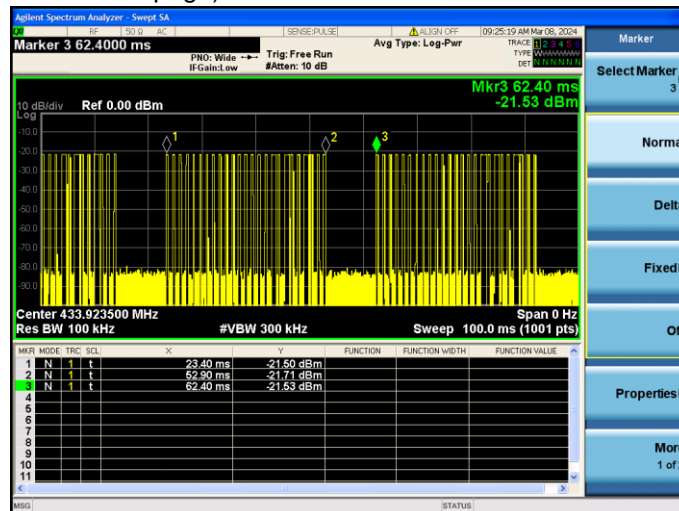 Agilent Spectrum Analyzer - Swept SA
RF 50 Ω AC SENSE:PULSE ALIGN OFF 09:25:19 AM Mar 08, 2024
Marker 3 62.4000 ms
PNO: Wide Trig: Free Run
IFGain:Low #Atten: 10 dB
Avg Type: Log-Pwr
TRACE 1 2 3 4 5 6
TYPE WWWWWW
DET N N N N N N
Mkr3 62.40 ms
-21.53 dBm
10 dB/div Ref 0.00 dBm
Log
-10.0
-20.0
-30.0
-40.0
-50.0
-60.0
-70.0
-80.0
-90.0
1
2
3
Center 433.923500 MHz Span 0 Hz
Res BW 100 kHz #VBW 300 kHz Sweep 100.0 ms (1001 pts)
MKR MODE TRC SCL X Y FUNCTION FUNCTION WIDTH FUNCTION VALUE
1 N 1 t 23.40 ms -21.50 dBm
2 N 1 t 52.90 ms -21.71 dBm
3 N 1 t 62.40 ms -21.53 dBm
4
5
6
7
8
9
10
11
MSG STATUS
Marker
Select Marker
3
Norma
Delt
Fixed
O
Properties
Mor
1 of